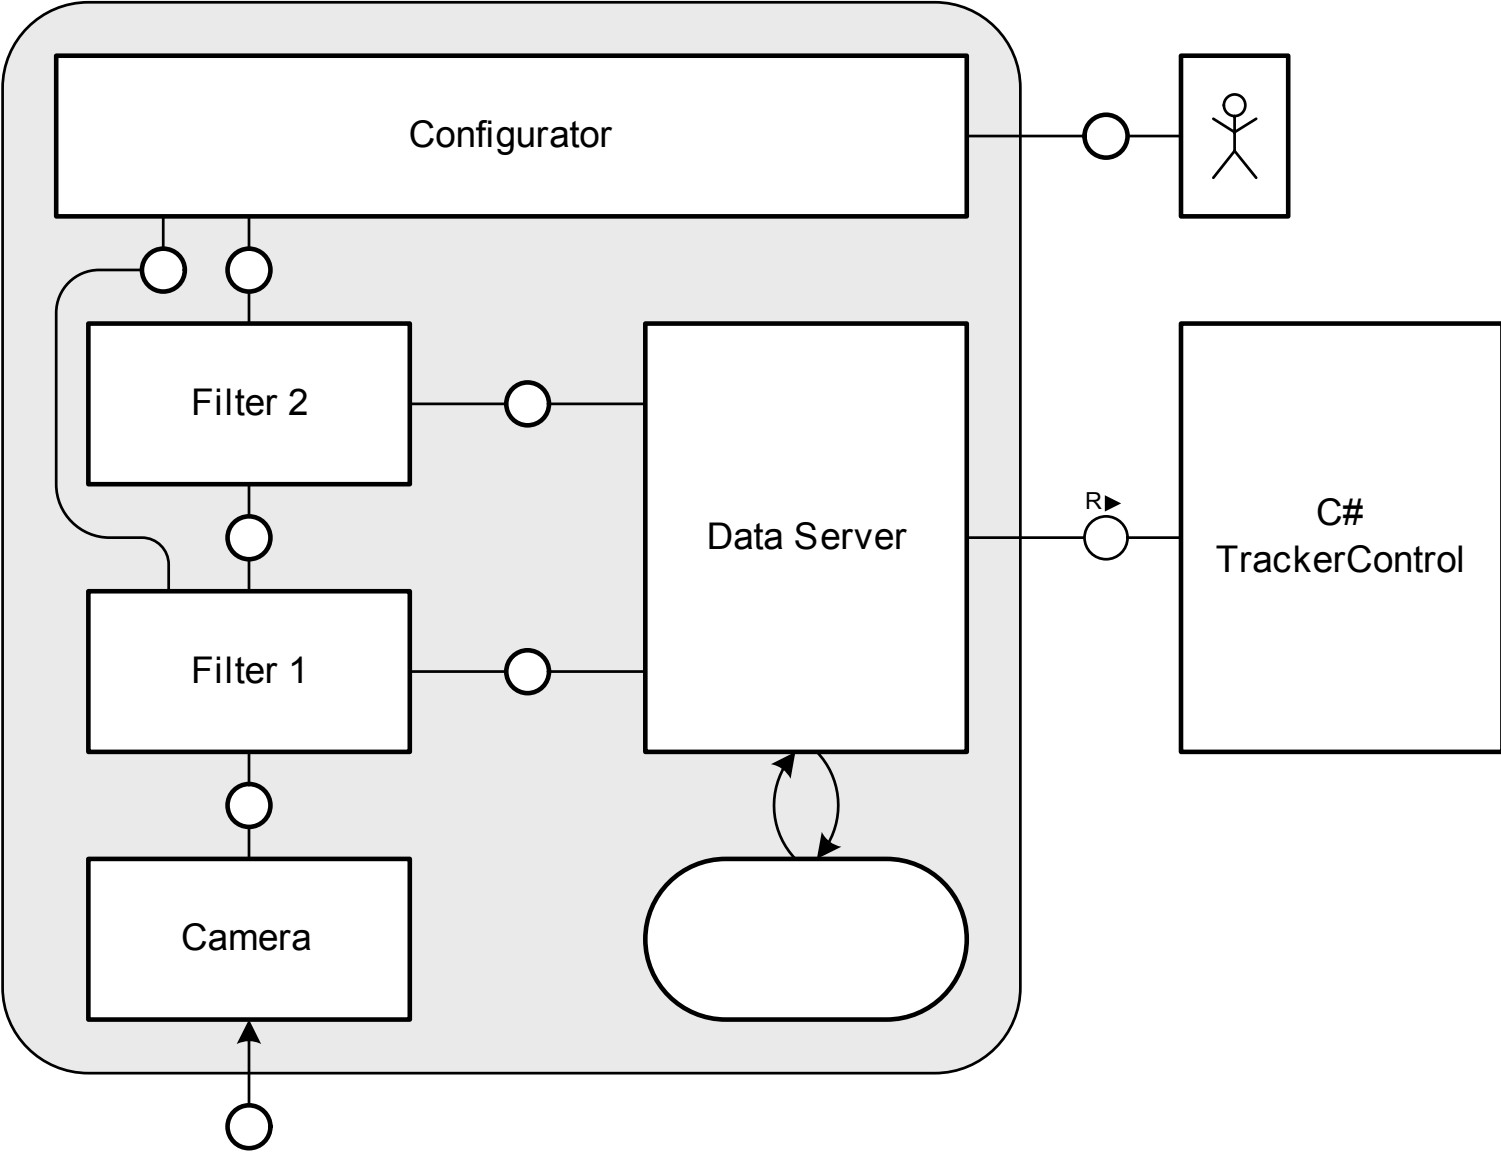 Configurator
Filter 2
Data Server
R▶
C#
TrackerControl
Filter 1
Camera